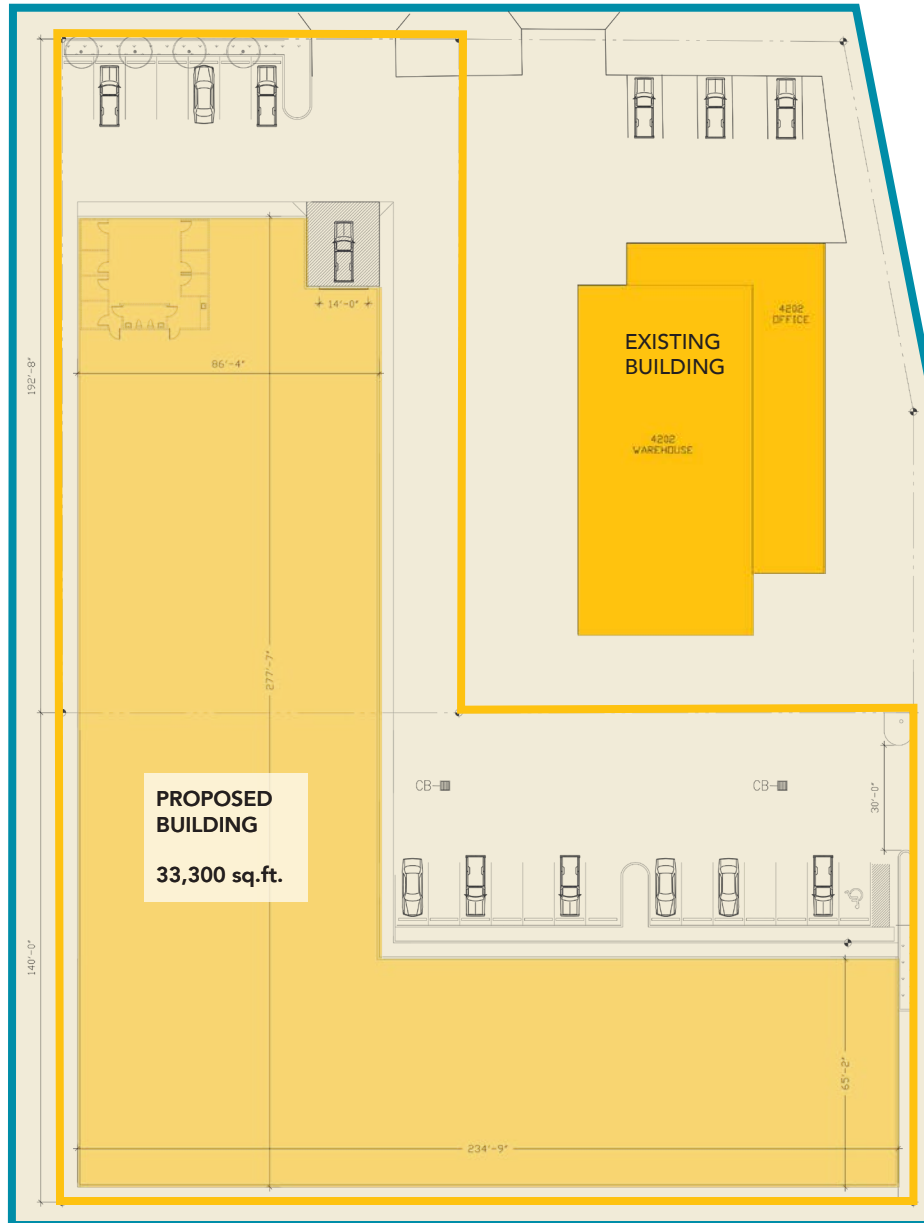 14'-0"
4202
OFFICE
EXISTING
BUILDING
86'-4"
192'-8"
4202
WAREHOUSE
277'-7"
CB
CB
30'-0"
PROPOSED
BUILDING
33,300 sq.ft.
140'-0"
65'-2"
234'-9"